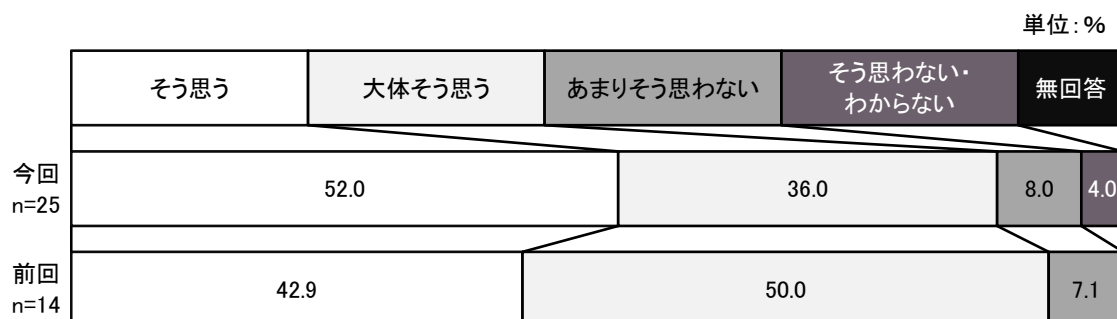 単位：％
そう思う
大体そう思う
あまりそう思わない
そう思わない・
わからない
無回答
今回
n=25
52.0
36.0
8.0
4.0
前回
n=14
42.9
50.0
7.1